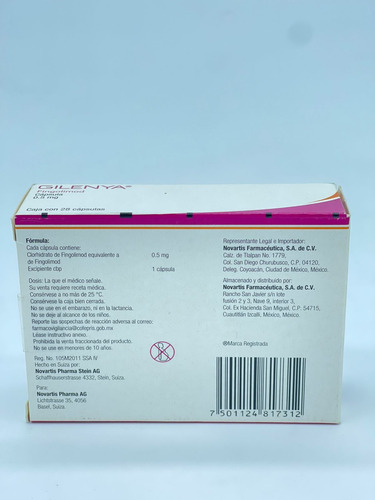 GILENYA®
Fingolimod
Cápsula
0.5 mg
Caja con 28 cápsulas
Fórmula:
Cada cápsula contiene:
Clorhidrato de Fingolimod equivalente a 0.5 mg
de Fingolimod
Excipiente cbp 1 cápsula
Dosis: La que el médico señale.
Su venta requiere receta médica.
Consérvese a no más de 25 °C.
Consérvese la caja bien cerrada.
No se use en el embarazo, ni en la lactancia.
No se deje al alcance de los niños.
Reporte las sospechas de reacción adversa al correo:
farmacovigilancia@cofepris.gob.mx
Léase instructivo anexo.
Prohibida la venta fraccionada del producto.
No se use en menores de 10 años.
Reg. No. 105M2011 SSA IV
Hecho en Suiza por:
Novartis Pharma Stein AG
Schaffhauserstrasse 4332, Stein, Suiza.
Para:
Novartis Pharma AG
Lichtstrasse 35, 4056
Basel, Suiza.
Representante Legal e Importador:
Novartis Farmacéutica, S.A. de C.V.
Calz. de Tlalpan No. 1779,
Col. San Diego Churubusco, C.P. 04120,
Deleg. Coyoacán, Ciudad de México, México.
Almacenado y distribuido por:
Novartis Farmacéutica, S.A. de C.V.
Rancho San Javier s/n lote
fusión 2 y 3, Nave 9, interior 3,
Col. Ex Hacienda San Miguel, C.P. 54715,
Cuautitlán Izcalli, México, México.
®Marca Registrada
7 501124 817312